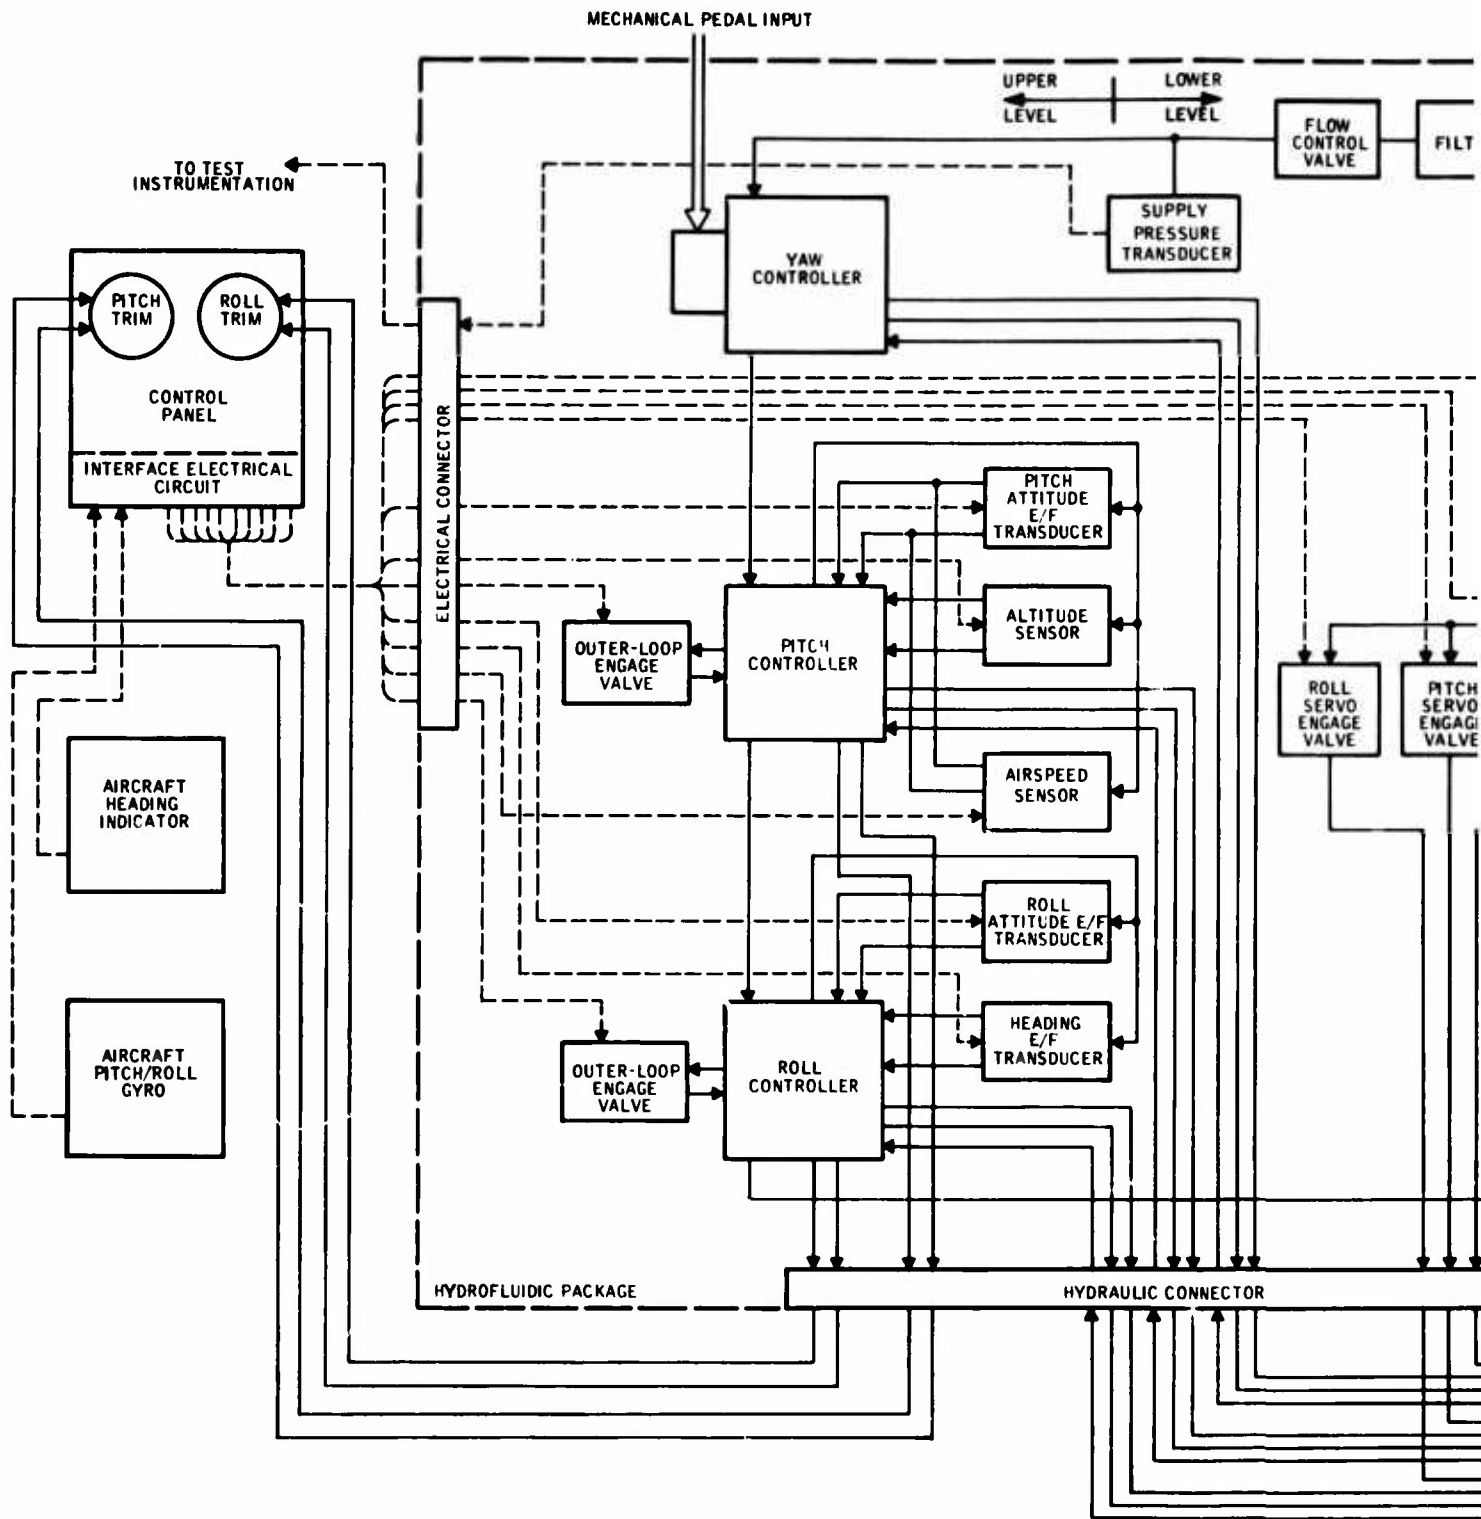 MECHANICAL PEDAL INPUT
UPPER
LEVEL
LOWER
LEVEL
FLOW
CONTROL
VALVE
FILT
TO TEST
INSTRUMENTATION
SUPPLY
PRESSURE
TRANSDUCER
YAW
CONTROLLER
PITCH
TRIM
ROLL
TRIM
CONTROL
PANEL
INTERFACE ELECTRICAL
CIRCUIT
ELECTRICAL CONNECTOR
PITCH
ATTITUDE
E/F
TRANSDUCER
ALTITUDE
SENSOR
OUTER-LOOP
ENGAGE
VALVE
PITCH
CONTROLLER
ROLL
SERVO
ENGAGE
VALVE
PITCH
SERVO
ENGAG
VALVE
AIRSPEED
SENSOR
AIRCRAFT
HEADING
INDICATOR
ROLL
ATTITUDE E/F
TRANSDUCER
HEADING
E/F
TRANSDUCER
AIRCRAFT
PITCH/ROLL
GYRO
OUTER-LOOP
ENGAGE
VALVE
ROLL
CONTROLLER
HYDROFLUIDIC PACKAGE
HYDRAULIC CONNECTOR